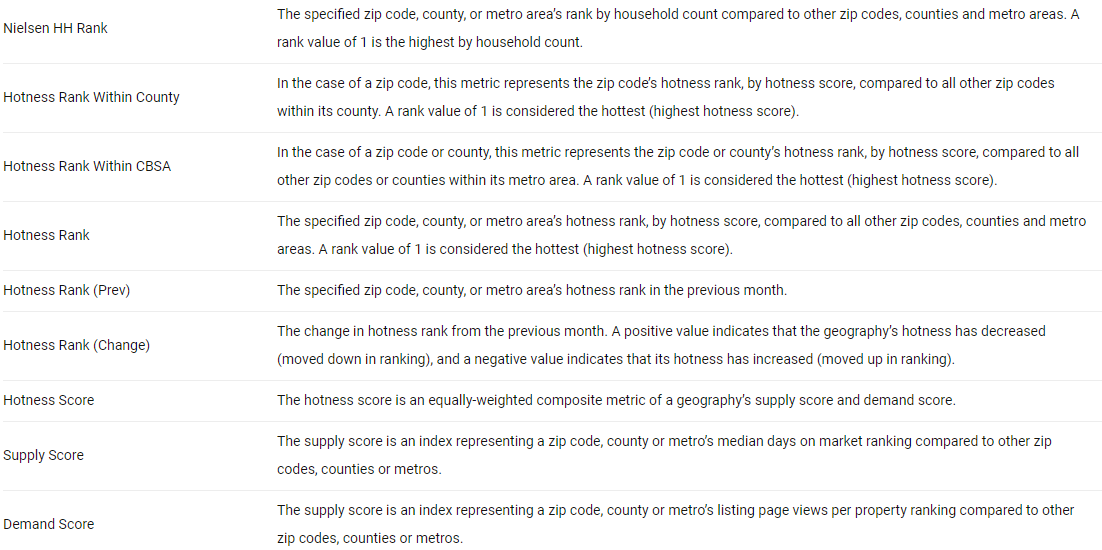 Nielsen HH Rank
The specified zip code, county, or metro area's rank by household count compared to other zip codes, counties and metro areas. A
rank value of 1 is the highest by household count.
Hotness Rank Within County
In the case of a zip code, this metric represents the zip code's hotness rank, by hotness score, compared to all other zip codes
within its county. A rank value of 1 is considered the hottest (highest hotness score).
Hotness Rank Within CBSA
In the case of a zip code or county, this metric represents the zip code or county's hotness rank, by hotness score, compared to all
other zip codes or counties within its metro area. A rank value of 1 is considered the hottest (highest hotness score).
Hotness Rank
The specified zip code, county, or metro area's hotness rank, by hotness score, compared to all other zip codes, counties and metro
areas. A rank value of 1 is considered the hottest (highest hotness score).
Hotness Rank (Prev)
The specified zip code, county, or metro area's hotness rank in the previous month.
Hotness Rank (Change)
The change in hotness rank from the previous month. A positive value indicates that the geography's hotness has decreased
(moved down in ranking), and a negative value indicates that its hotness has increased (moved up in ranking).
Hotness Score
The hotness score is an equally-weighted composite metric of a geography's supply score and demand score.
Supply Score
The supply score is an index representing a zip code, county or metro's median days on market ranking compared to other zip
codes, counties or metros.
Demand Score
The supply score is an index representing a zip code, county or metro's listing page views per property ranking compared to other
zip codes, counties or metros.